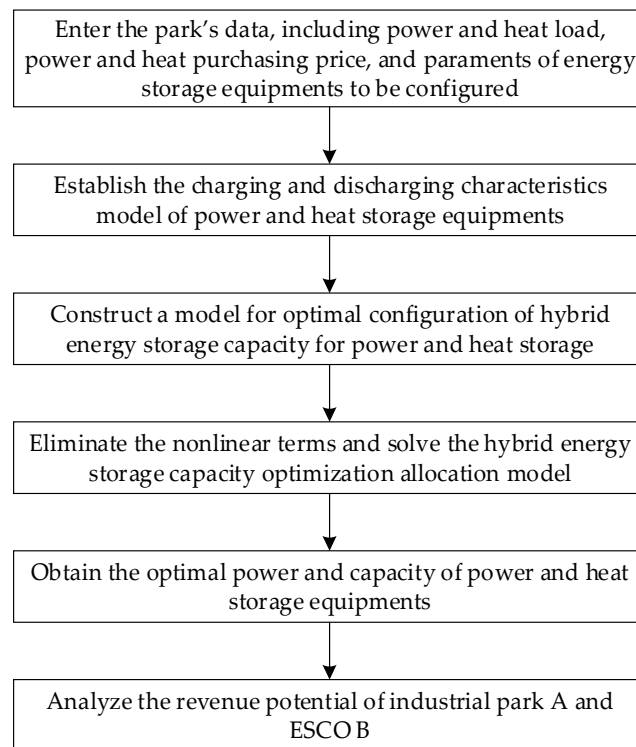 Enter the park's data, including power and heat load,
power and heat purchasing price, and paraments of energy
storage equipments to be configured
Establish the charging and discharging characteristics
model of power and heat storage equipments
Construct a model for optimal configuration of hybrid
energy storage capacity for power and heat storage
Eliminate the nonlinear terms and solve the hybrid energy
storage capacity optimization allocation model
Obtain the optimal power and capacity of power and heat
storage equipments
Analyze the revenue potential of industrial park A and
ESCO B